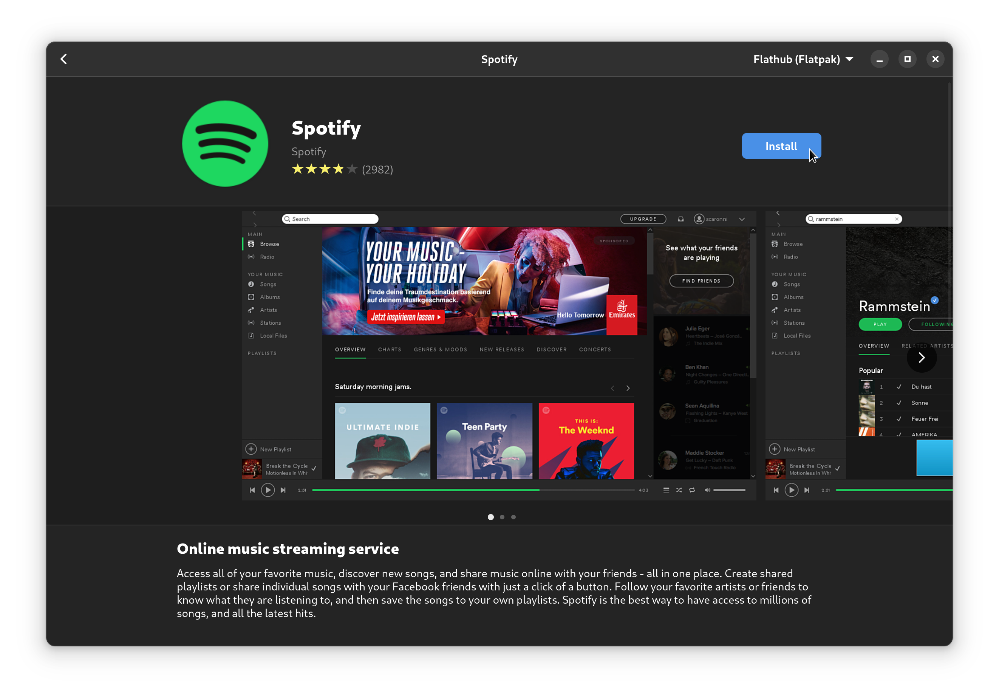 Spotify
Flathub (Flatpak)
Spotify
Spotify
(2982)
Install
Search
UPGRADE
scaronni
MAIN
Browse
Radio
YOUR MUSIC
Songs
Albums
Artists
Stations
Local Files
PLAYLISTS
New Playlist
Break the Cycle
Motionless In Whi
SPONSORED
YOUR MUSIC -
YOUR HOLIDAY
Finde deine Traumdestination basierend
auf deinem Musikgeschmack.
Jetzt inspirieren lassen
Hello Tomorrow
Emirates
OVERVIEW CHARTS GENRES & MOODS NEW RELEASES DISCOVER CONCERTS
Saturday morning jams.
ULTIMATE INDIE
Teen Party
THIS IS:
The Weeknd
See what your friends
are playing
FIND FRIENDS
Julia Eger
Heartbeats – José Gonzá..
The Indie Mix
Ben Khan
Night Changes – One Directi..
Guilty Pleasures
Sean Aquilina
Flashing Lights – Kanye West
Graduation
Maddie Stocker
Get Lucky – Daft Punk
French Touch Radio
2:51
4:03
rammstein
MAIN
Browse
Radio
YOUR MUSIC
Songs
Albums
Artists
Stations
Local Files
PLAYLISTS
New Playlist
Break the Cycle
Motionless In Whi
Rammstein
PLAY
FOLLOWING
OVERVIEW RELATED ARTISTS
Popular
1 Du hast
2 Sonne
3 Feuer Frei
4 AMERIKA
2:51
Online music streaming service
Access all of your favorite music, discover new songs, and share music online with your friends - all in one place. Create shared
playlists or share individual songs with your Facebook friends with just a click of a button. Follow your favorite artists or friends to
know what they are listening to, and then save the songs to your own playlists. Spotify is the best way to have access to millions of
songs, and all the latest hits.